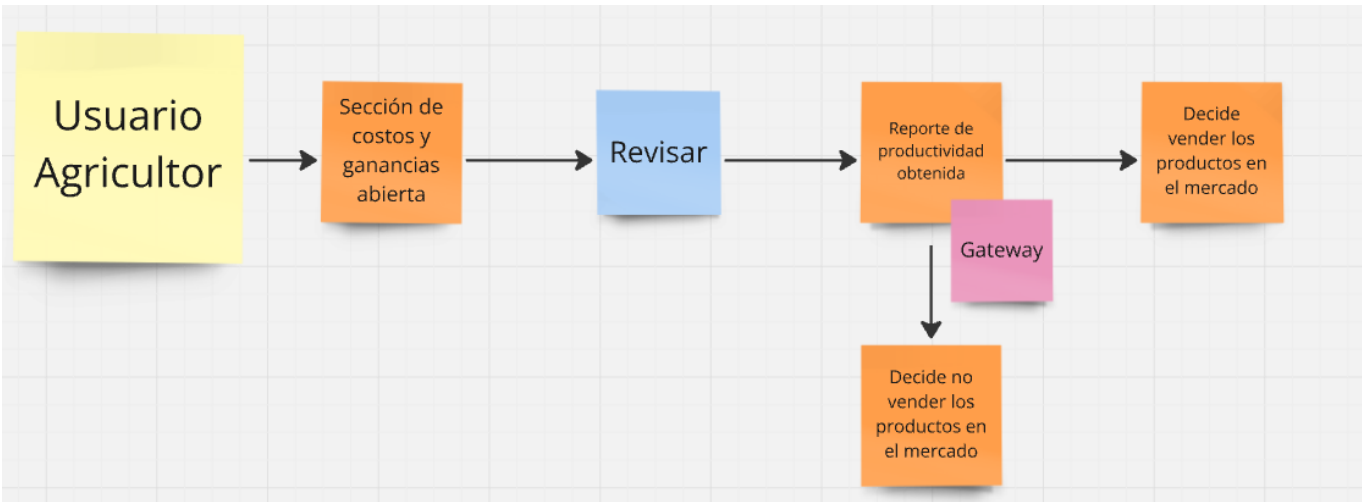 Usuario
Agricultor
Sección de
costos y
ganancias
abierta
Revisar
Reporte de
productividad
obtenida
Gateway
Decide
vender los
productos en
el mercado
Decide no
vender los
productos en
el mercado